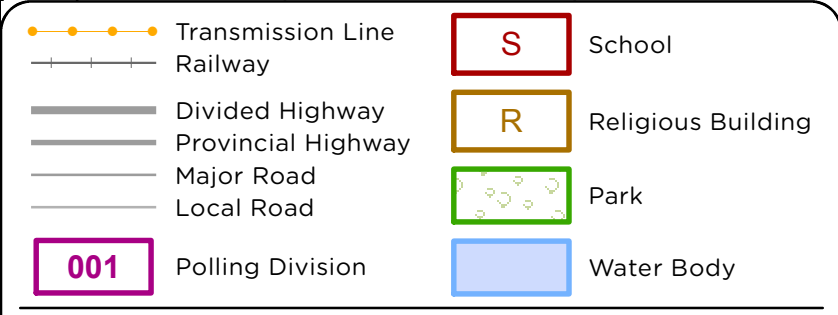 Transmission Line
Railway
Divided Highway
Provincial Highway
Major Road
Local Road
001 Polling Division
S School
R Religious Building
Park
Water Body